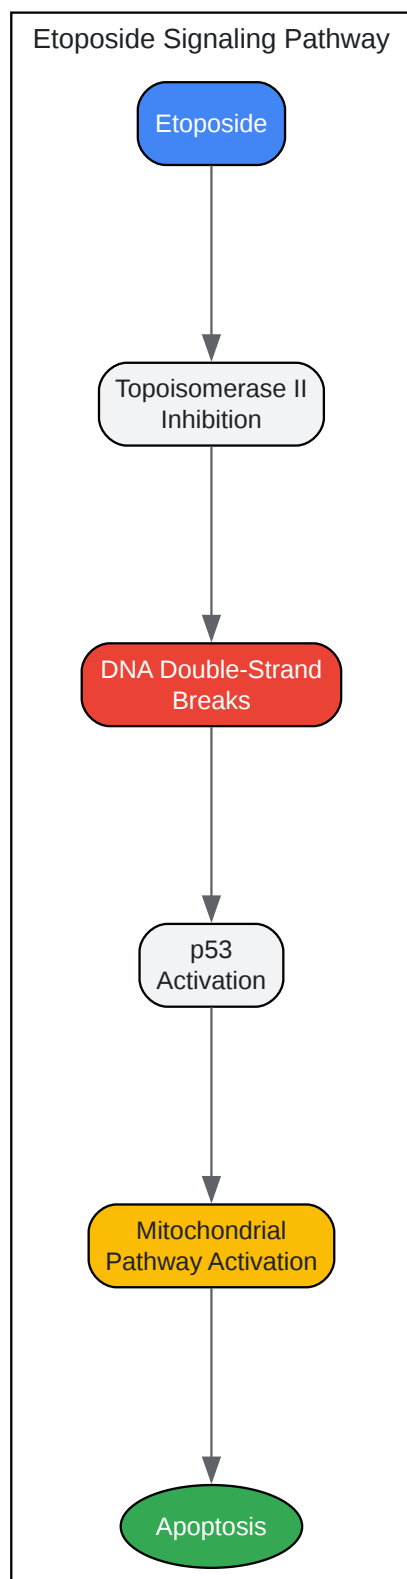 Etoposide Signaling Pathway
Etoposide
Topoisomerase II
Inhibition
DNA Double-Strand
Breaks
p53
Activation
Mitochondrial
Pathway Activation
Apoptosis